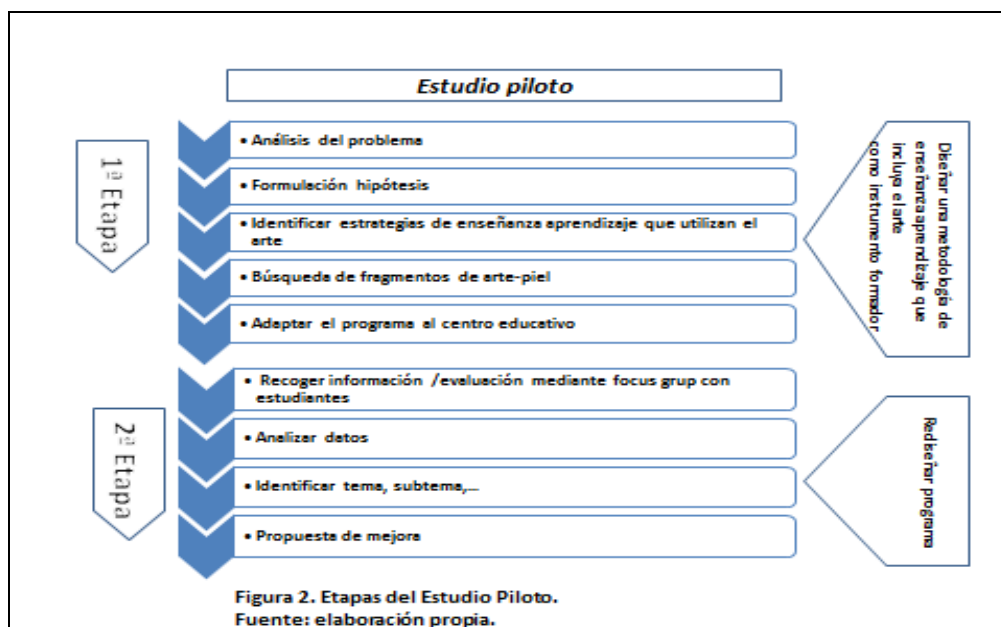 Estudio piloto
1ª Etapa
• Análisis del problema
• Formulación hipótesis
• Identificar estrategias de enseñanza aprendizaje que utilizan el
arte
• Búsqueda de fragmentos de arte-piel
• Adaptar el programa al centro educativo
Diseñar una metodología de
enseñanza aprendizaje que
incluya el arte
como instrumento formador
2ª Etapa
• Recoger información /evaluación mediante focus grup con
estudiantes
• Analizar datos
• Identificar tema, subtema,...
• Propuesta de mejora
Rediseñar programa
Figura 2. Etapas del Estudio Piloto.
Fuente: elaboración propia.